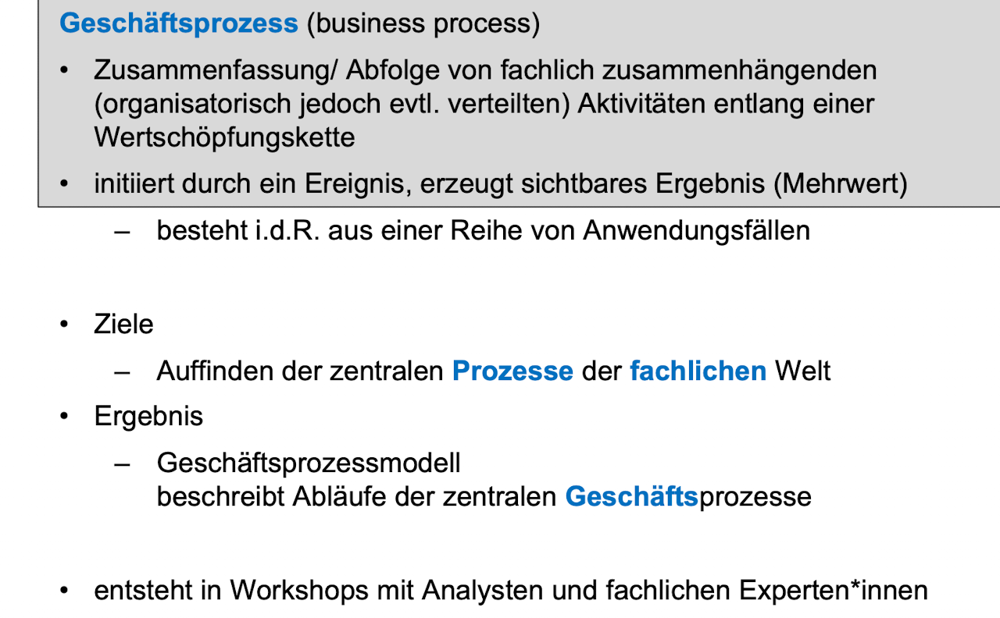 Geschäftsprozess (business process)
• Zusammenfassung/ Abfolge von fachlich zusammenhängenden
(organisatorisch jedoch evtl. verteilten) Aktivitäten entlang einer
Wertschöpfungskette
• initiiert durch ein Ereignis, erzeugt sichtbares Ergebnis (Mehrwert)
– besteht i.d.R. aus einer Reihe von Anwendungsfällen
• Ziele
– Auffinden der zentralen Prozesse der fachlichen Welt
• Ergebnis
– Geschäftsprozessmodell
beschreibt Abläufe der zentralen Geschäftsprozesse
• entsteht in Workshops mit Analysten und fachlichen Experten*innen